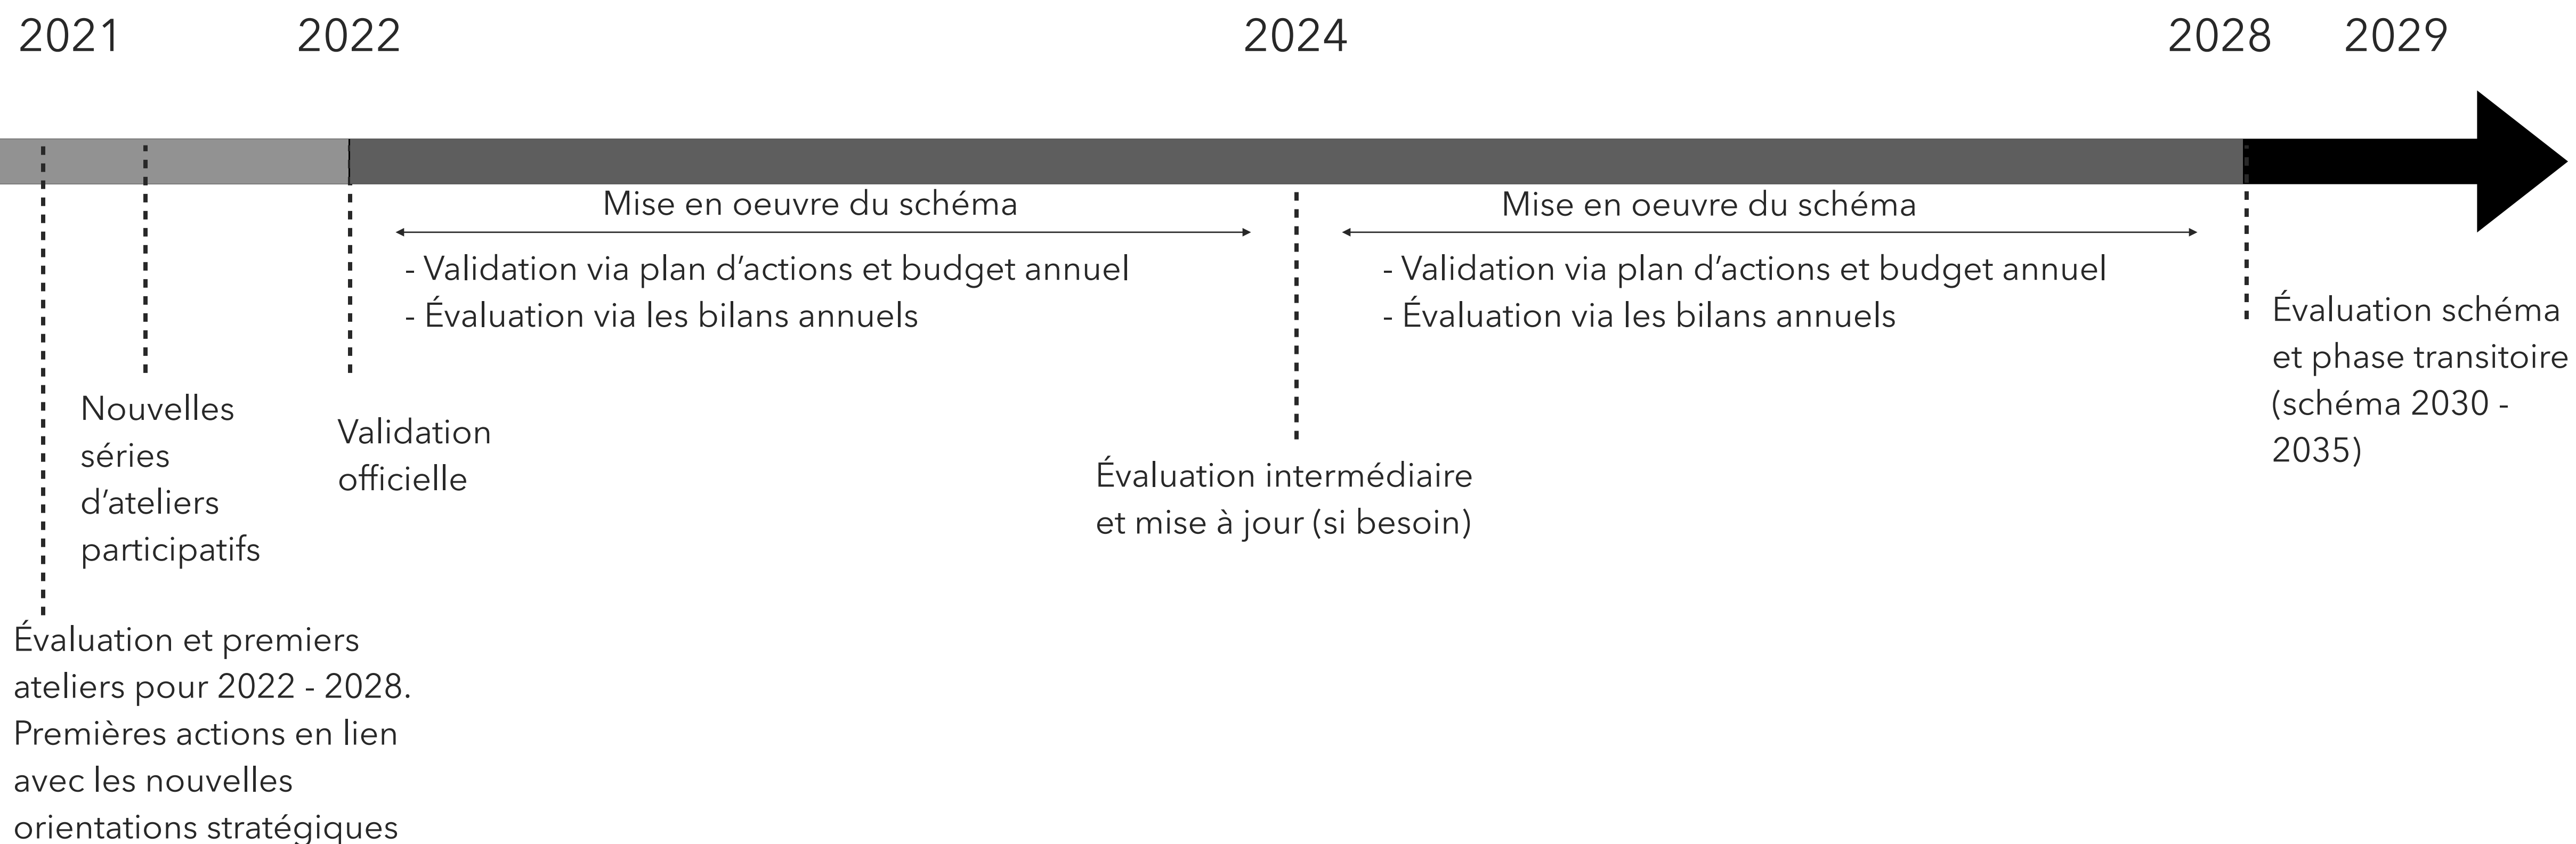 2021
2022
2024
2028
2029
Mise en oeuvre du schéma
- Validation via plan d’actions et budget annuel
- Évaluation via les bilans annuels
Mise en oeuvre du schéma
- Validation via plan d’actions et budget annuel
- Évaluation via les bilans annuels
Évaluation schéma
et phase transitoire
(schéma 2030 -
2035)
Nouvelles
séries
d’ateliers
participatifs
Validation
officielle
Évaluation intermédiaire
et mise à jour (si besoin)
Évaluation et premiers
ateliers pour 2022 - 2028.
Premières actions en lien
avec les nouvelles
orientations stratégiques